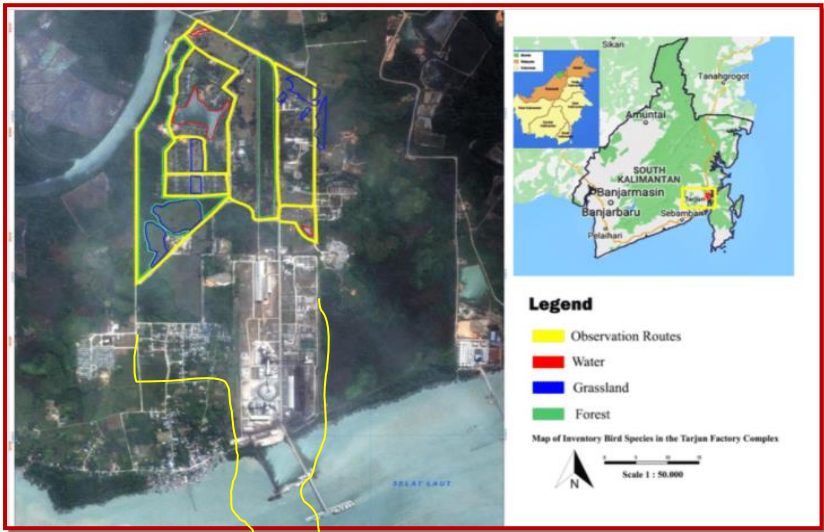 Sikan
Tanahgrogot
Amuntai
SOUTH
KALIMANTAN
Banjarmasin
Tarjun
Banjarbaru
Sebamban
Pelaihari
Legend
Observation Routes
Water
Grassland
Forest
Map of Inventory Bird Species in the Tarjun Factory Complex
N
Scale 1 : 50.000
SELAT LAUT